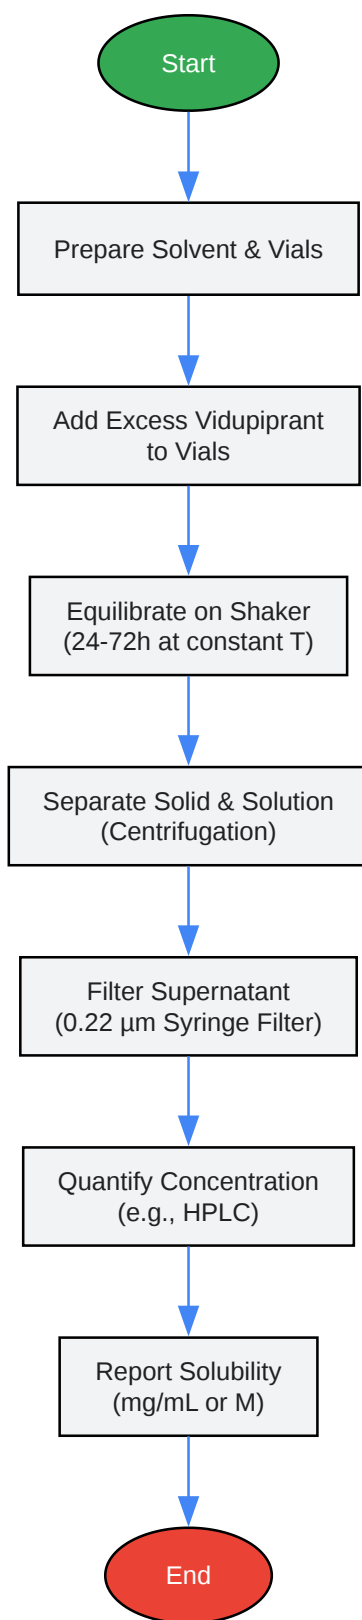 Start
Prepare Solvent & Vials
Add Excess Vidupiprant
to Vials
Equilibrate on Shaker
(24-72h at constant T)
Separate Solid & Solution
(Centrifugation)
Filter Supernatant
(0.22 µm Syringe Filter)
Quantify Concentration
(e.g., HPLC)
Report Solubility
(mg/mL or M)
End